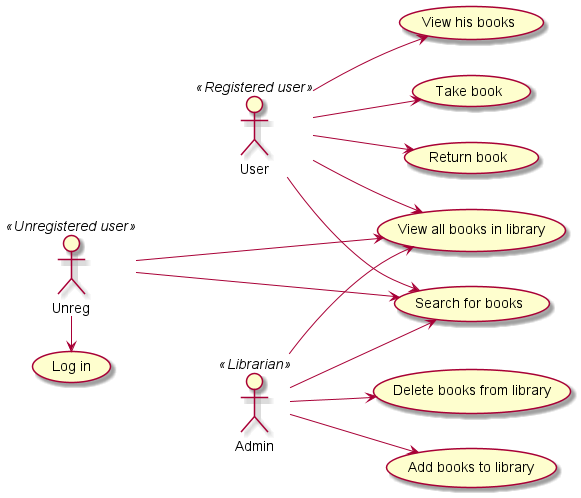 View his books
«Registered user»
Take book
User
Return book
«Unregistered user»
View all books in library
Unreg
Search for books
Log in
«Librarian»
Delete books from library
Admin
Add books to library